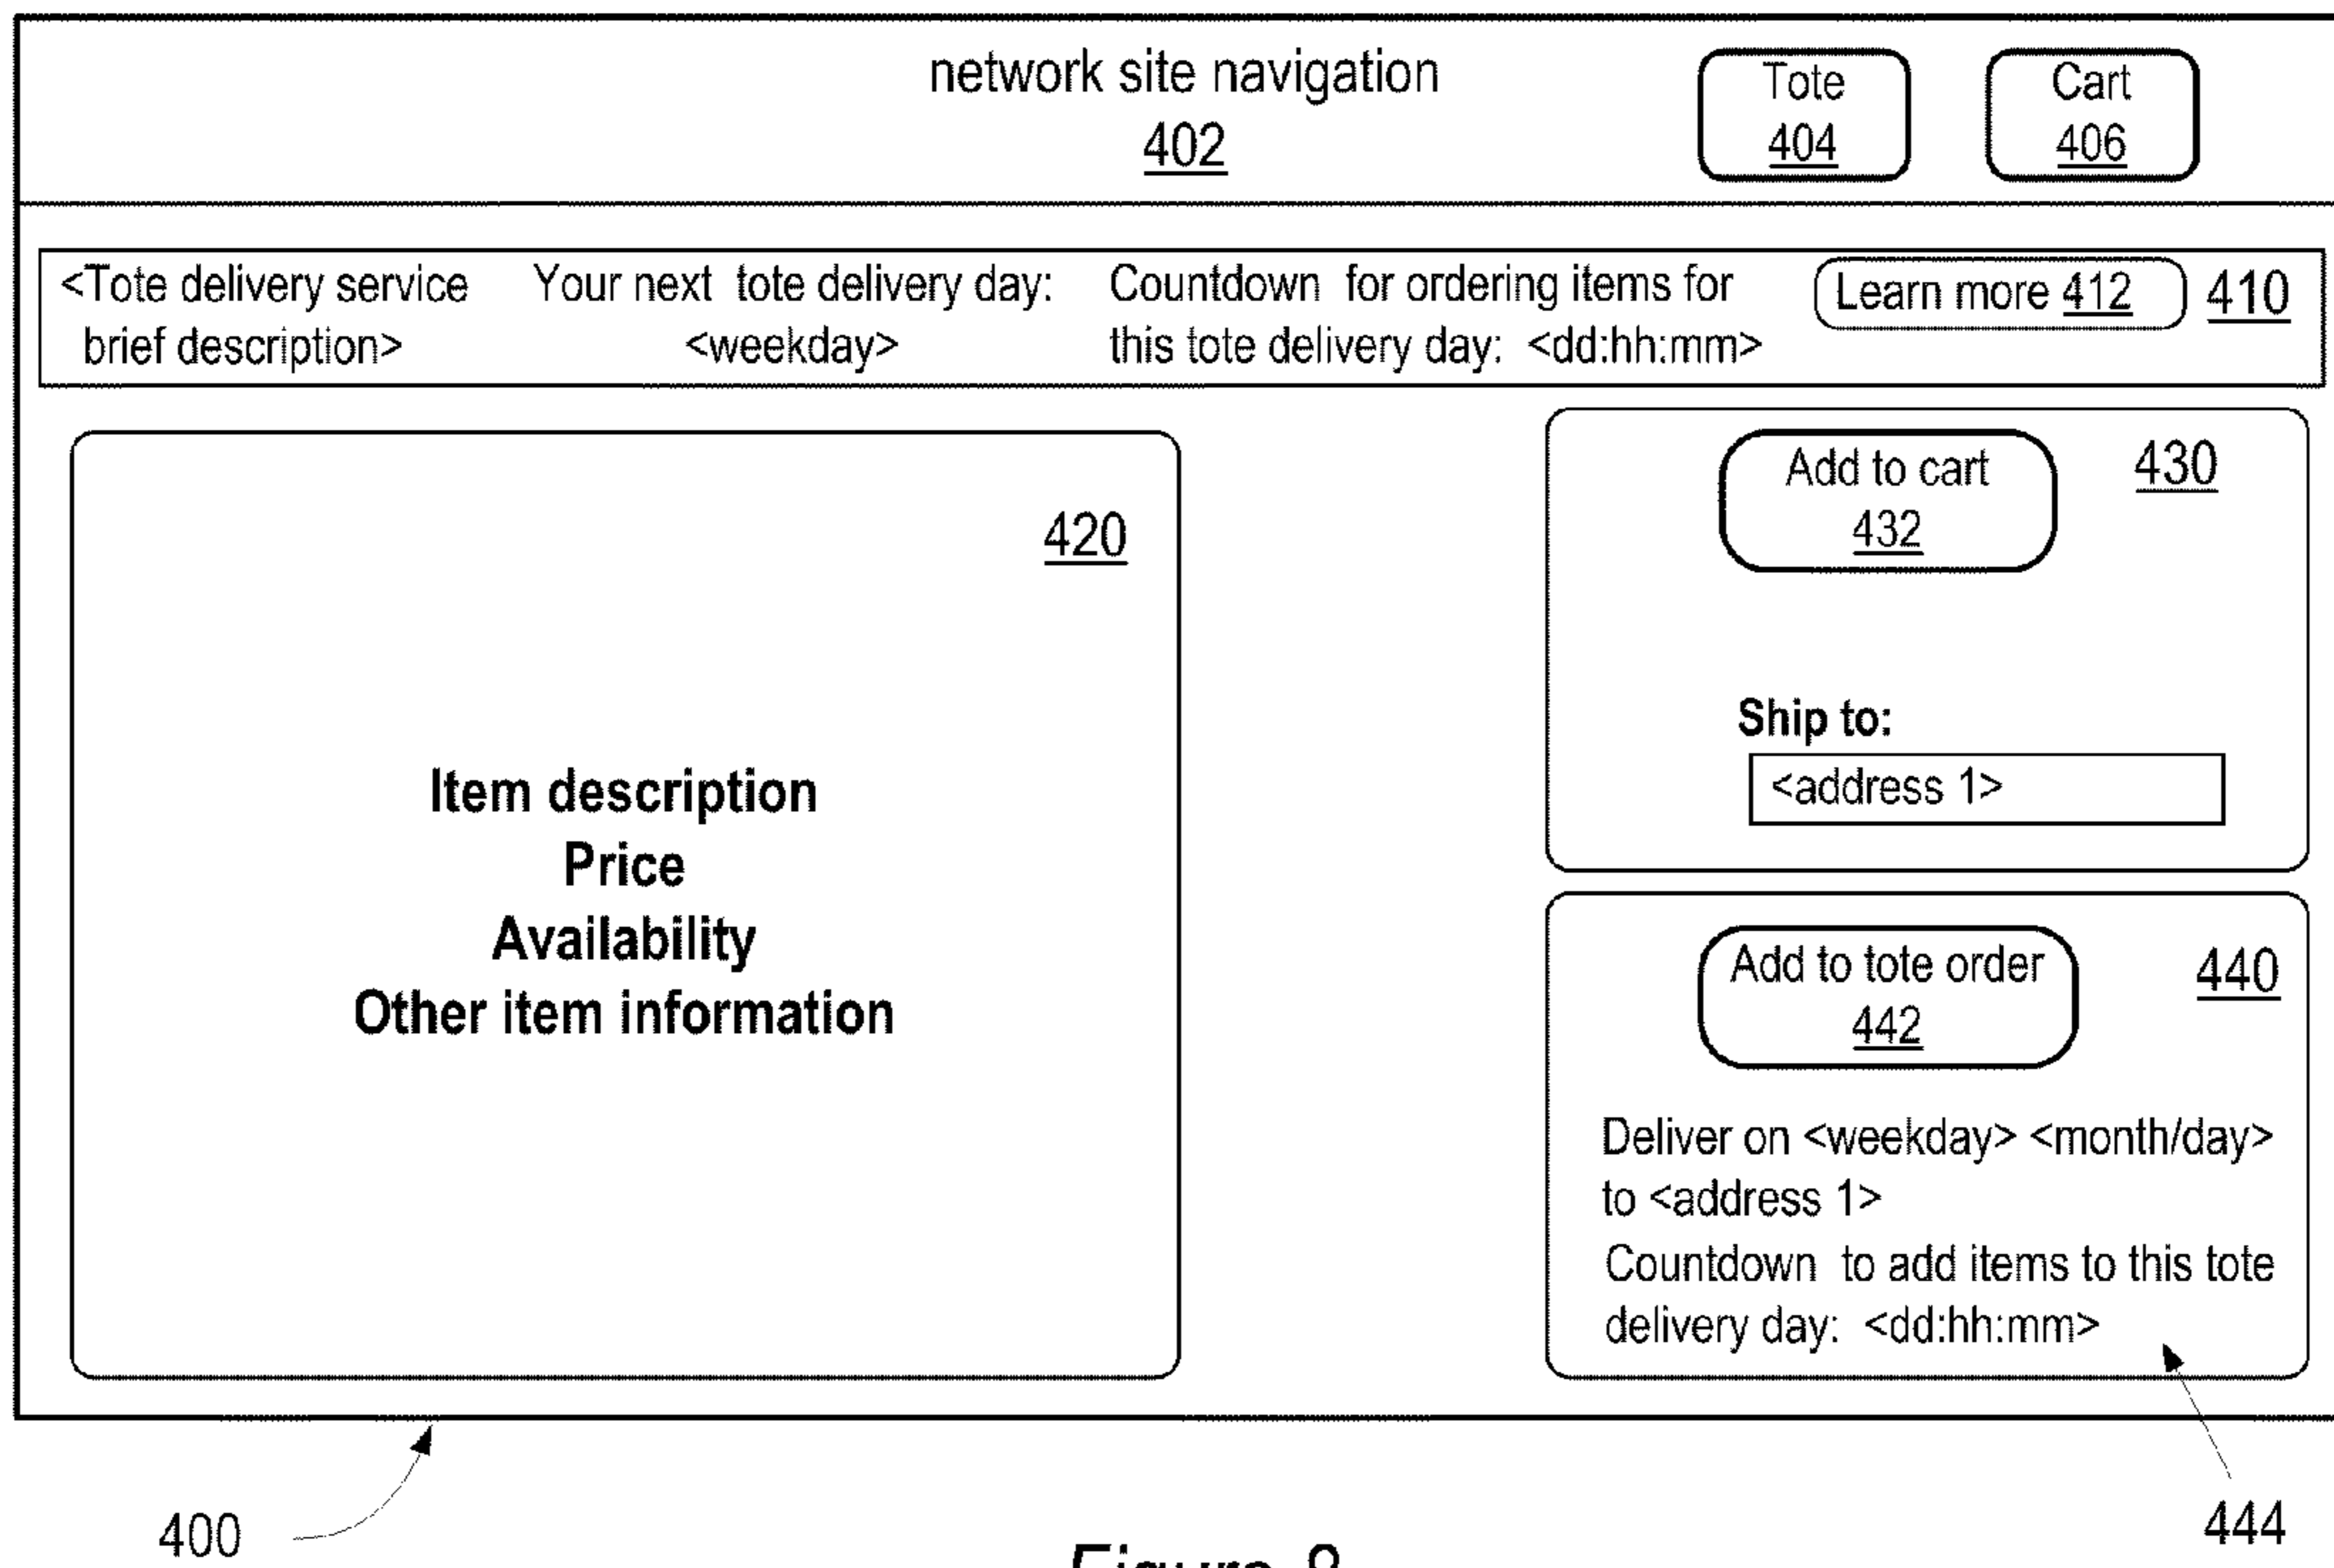 network site navigation
402
Tote
404
Cart
406
<Tote delivery service
brief description>
Your next tote delivery day:
<weekday>
Countdown for ordering items for
this tote delivery day: <dd:hh:mm>
Learn more 412
410
420
Item description
Price
Availability
Other item information
Add to cart
432
430
Ship to:
<address 1>
Add to tote order
442
440
Deliver on <weekday> <month/day>
to <address 1>
Countdown to add items to this tote
delivery day: <dd:hh:mm>
400
444
Figure